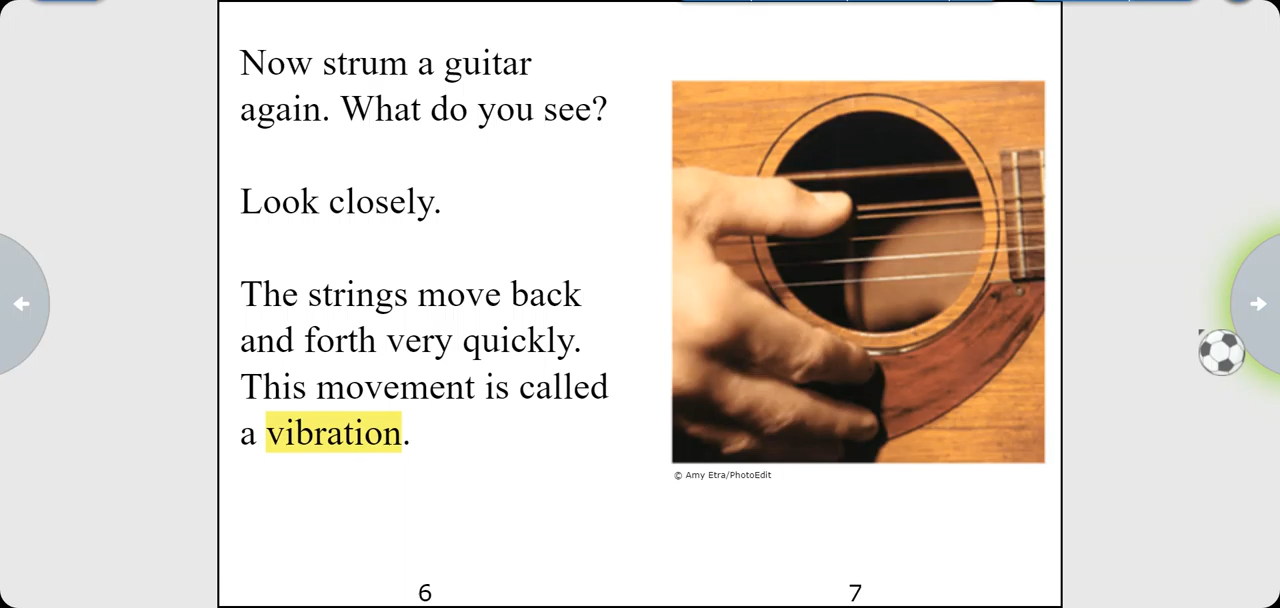 Now strum a guitar
again. What do you see?
Look closely.
The strings move back
and forth very quickly.
This movement is called
a vibration.
© Amy Etra/PhotoEdit
6
7